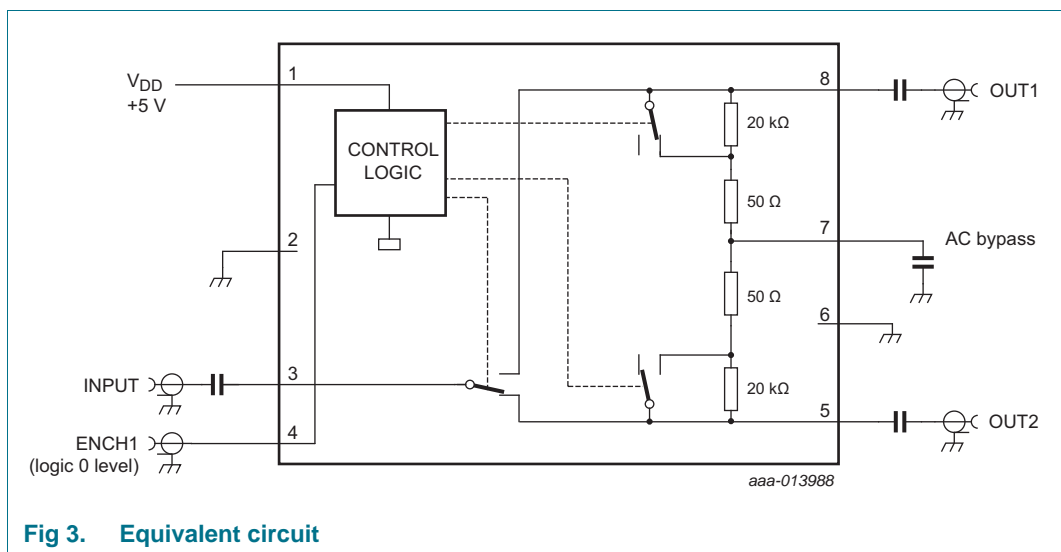 1
8
V_DD
+5 V
OUT1
20 kΩ
CONTROL
LOGIC
50 Ω
2
7
AC bypass
50 Ω
6
INPUT
3
20 kΩ
4
5
ENCH1
(logic 0 level)
OUT2
aaa-013988
Fig 3. Equivalent circuit